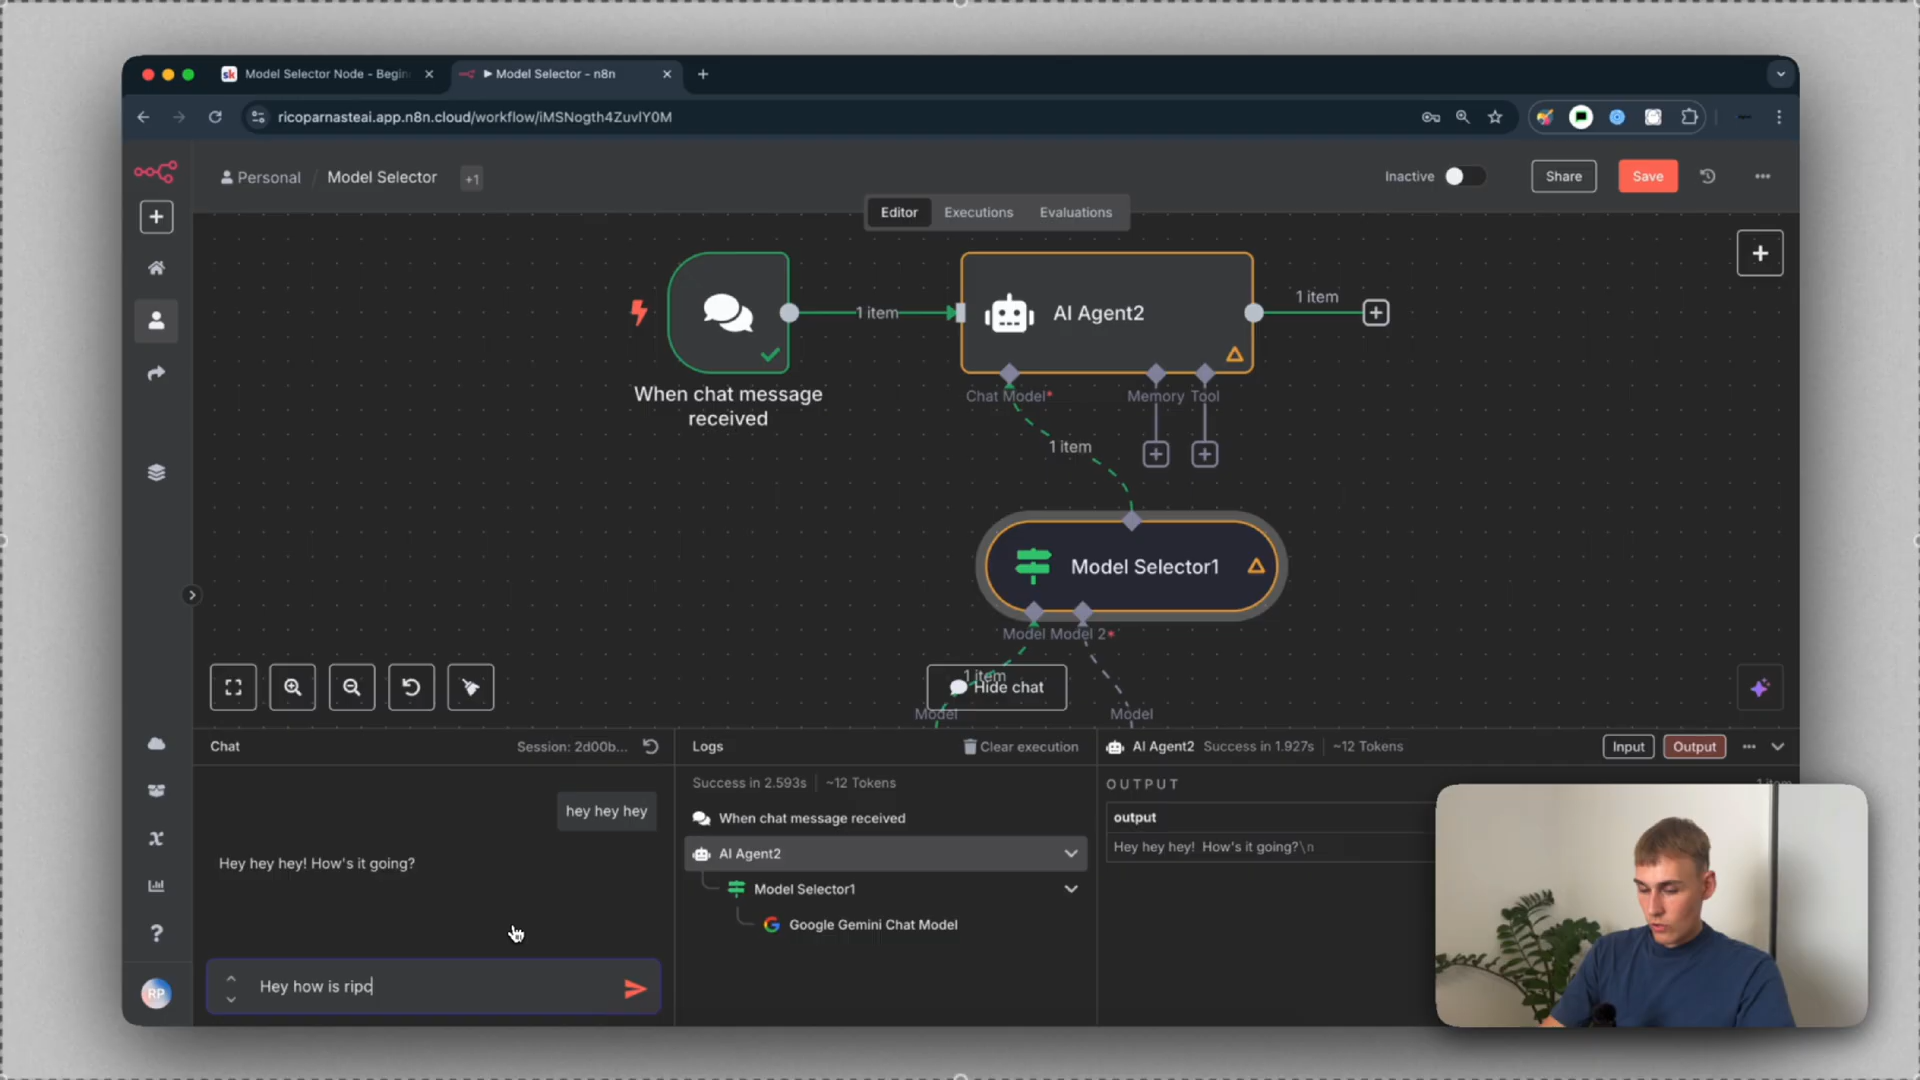 Model Selector Node - Begin
Model Selector - n8n
ricoparnasteai.app.n8n.cloud/workflow/iMSNogth4ZuvlY0M
Personal / Model Selector +1
Inactive
Share
Save
Editor
Executions
Evaluations
1 item
AI Agent2
1 item
When chat message
received
Chat Model*
Memory
Tool
1 item
Model Selector1
Model
Model 2*
1 item
Hide chat
Model
Model
Chat
Session: 2d00b...
hey hey hey
Hey hey hey! How's it going?
Hey how is ripc
RP
Logs
Clear execution
Success in 2.593s
~12 Tokens
When chat message received
AI Agent2
Model Selector1
Google Gemini Chat Model
AI Agent2
Success in 1.927s
~12 Tokens
Input
Output
OUTPUT
1 item
output
Hey hey hey! How's it going?\n